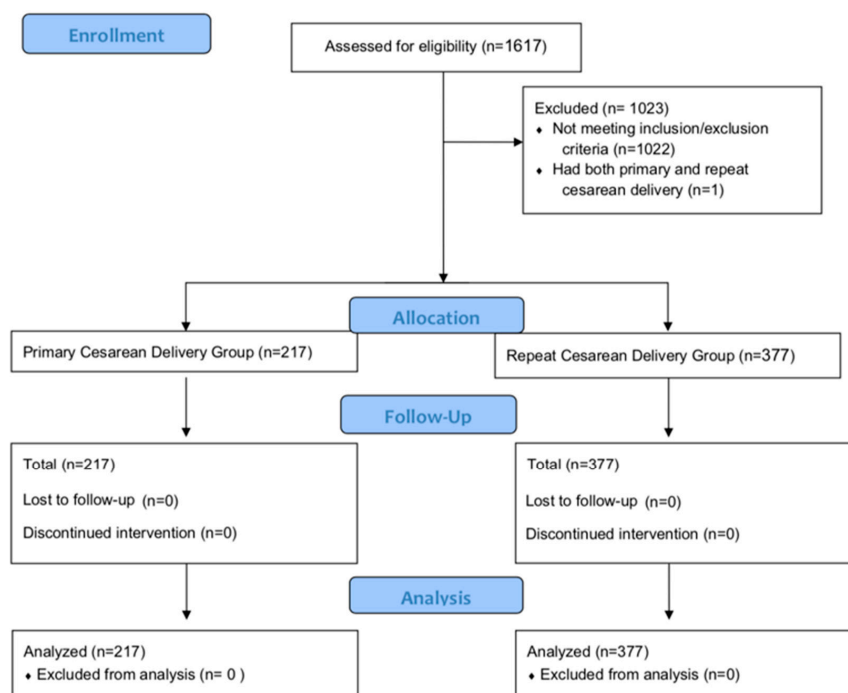 Enrollment
Assessed for eligibility (n=1617)
Excluded (n= 1023)
♦ Not meeting inclusion/exclusion
criteria (n=1022)
♦ Had both primary and repeat
cesarean delivery (n=1)
Allocation
Primary Cesarean Delivery Group (n=217)
Repeat Cesarean Delivery Group (n=377)
Follow-Up
Total (n=217)
Lost to follow-up (n=0)
Discontinued intervention (n=0)
Total (n=377)
Lost to follow-up (n=0)
Discontinued intervention (n=0)
Analysis
Analyzed (n=217)
♦ Excluded from analysis (n= 0 )
Analyzed (n=377)
♦ Excluded from analysis (n=0)